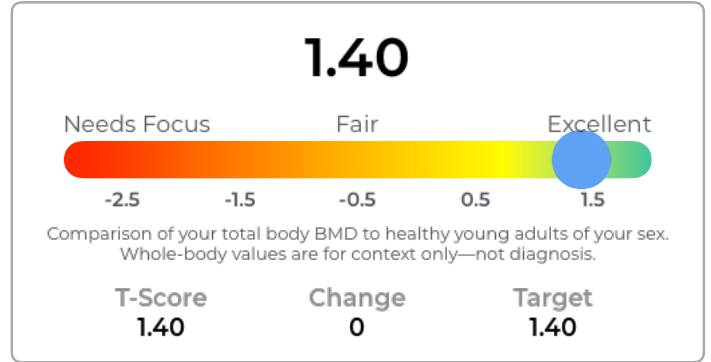 1.40
Needs Focus Fair Excellent
-2.5 -1.5 -0.5 0.5 1.5
Comparison of your total body BMD to healthy young adults of your sex.
Whole-body values are for context only—not diagnosis.
T-Score Change Target
1.40 0 1.40